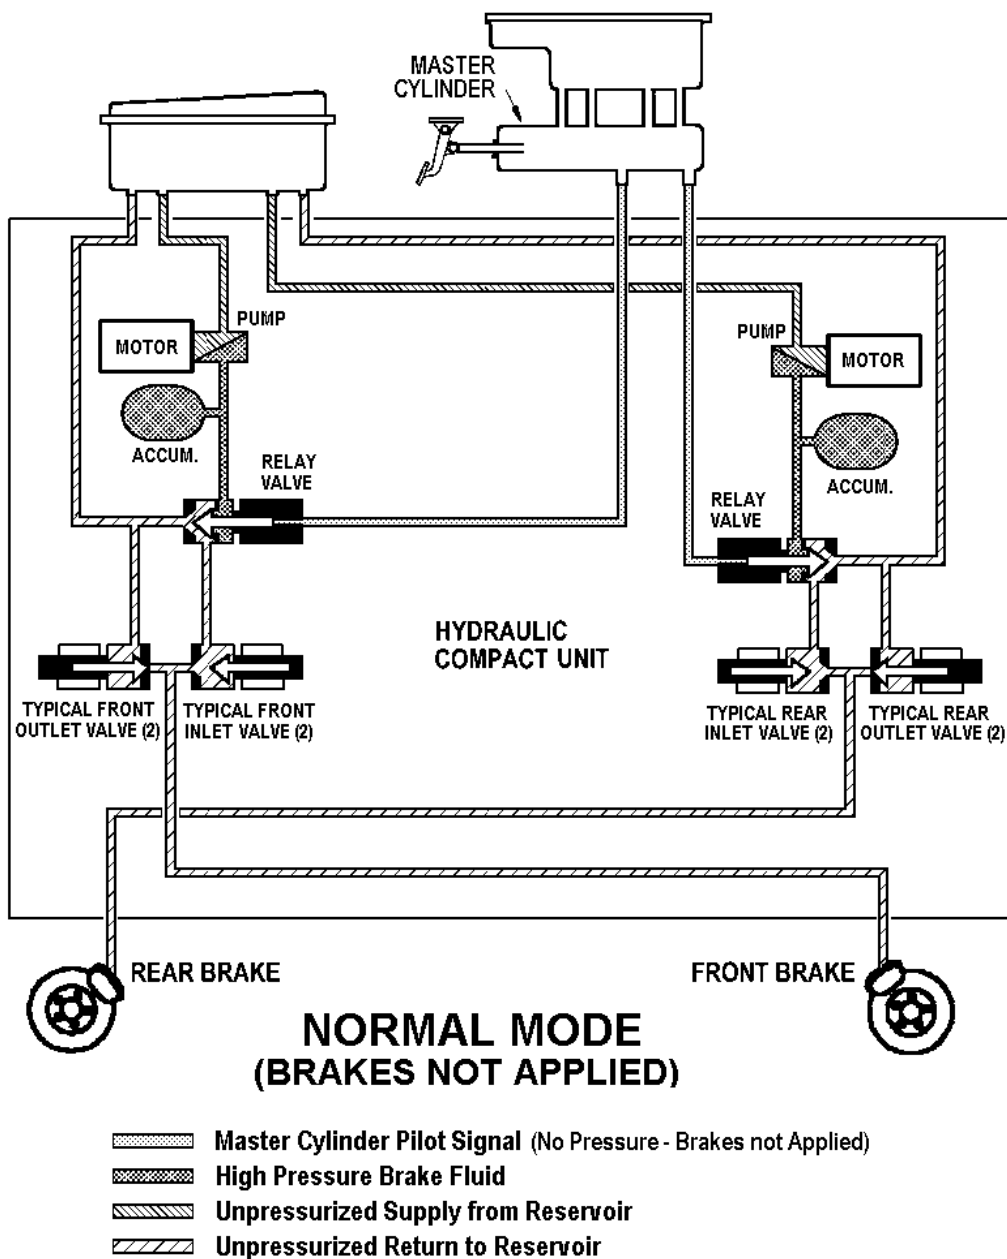 MASTER
CYLINDER
PUMP
MOTOR
ACCUM.
RELAY
VALVE
PUMP
MOTOR
ACCUM.
RELAY
VALVE
HYDRAULIC
COMPACT UNIT
TYPICAL FRONT
OUTLET VALVE (2)
TYPICAL FRONT
INLET VALVE (2)
TYPICAL REAR
INLET VALVE (2)
TYPICAL REAR
OUTLET VALVE (2)
REAR BRAKE
FRONT BRAKE
NORMAL MODE
(BRAKES NOT APPLIED)
Master Cylinder Pilot Signal (No Pressure - Brakes not Applied)
High Pressure Brake Fluid
Unpressurized Supply from Reservoir
Unpressurized Return to Reservoir